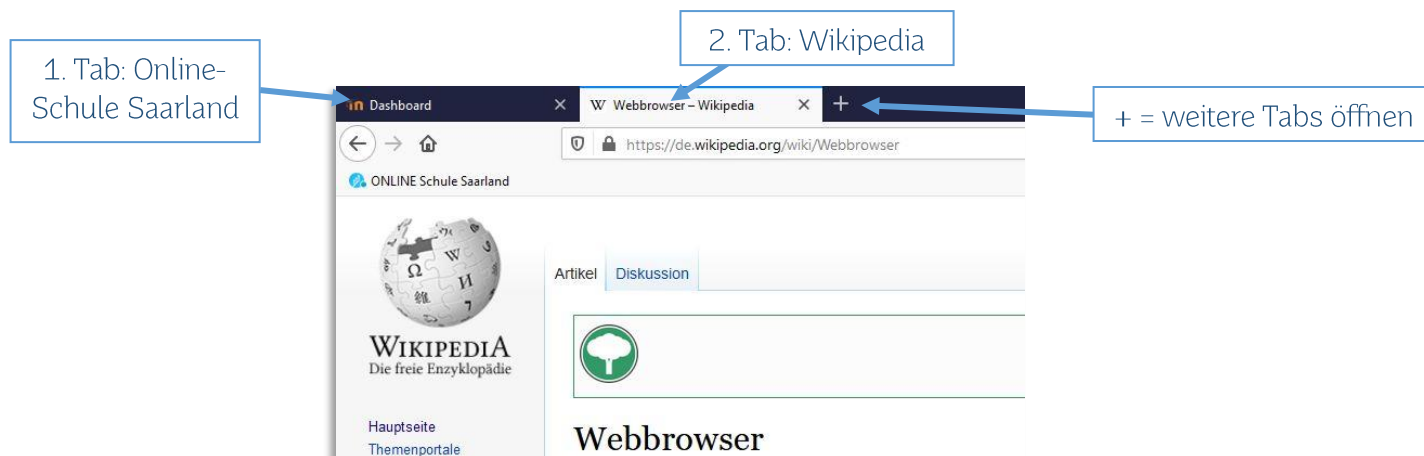 2. Tab: Wikipedia
1. Tab: Online-
Schule Saarland
+ = weitere Tabs öffnen
Dashboard
W Webbrowser – Wikipedia
https://de.wikipedia.org/wiki/Webbrowser
ONLINE Schule Saarland
Artikel Diskussion
WIKIPEDIA
Die freie Enzyklopädie
Hauptseite
Themenportale
Webbrowser